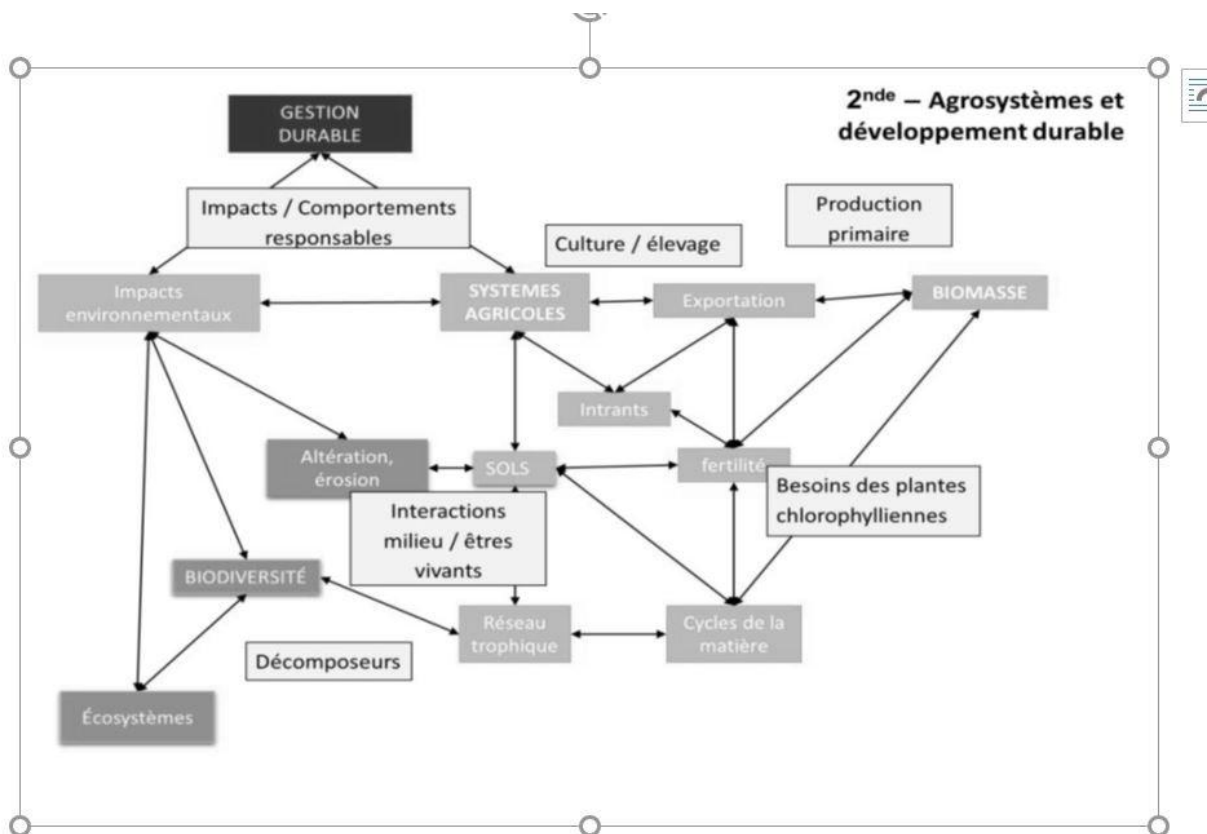 2nde – Agrosystèmes et
développement durable
GESTION
DURABLE
Impacts / Comportements
responsables
Production
primaire
Culture / élevage
Impacts
environnementaux
SYSTEMES
AGRICOLES
Exportation
BIOMASSE
Intrants
Altération,
érosion
SOLS
fertilité
Besoins des plantes
chlorophylliennes
Interactions
milieu / êtres
vivants
BIODIVERSITÉ
Réseau
trophique
Cycles de la
matière
Décomposeurs
Écosystèmes